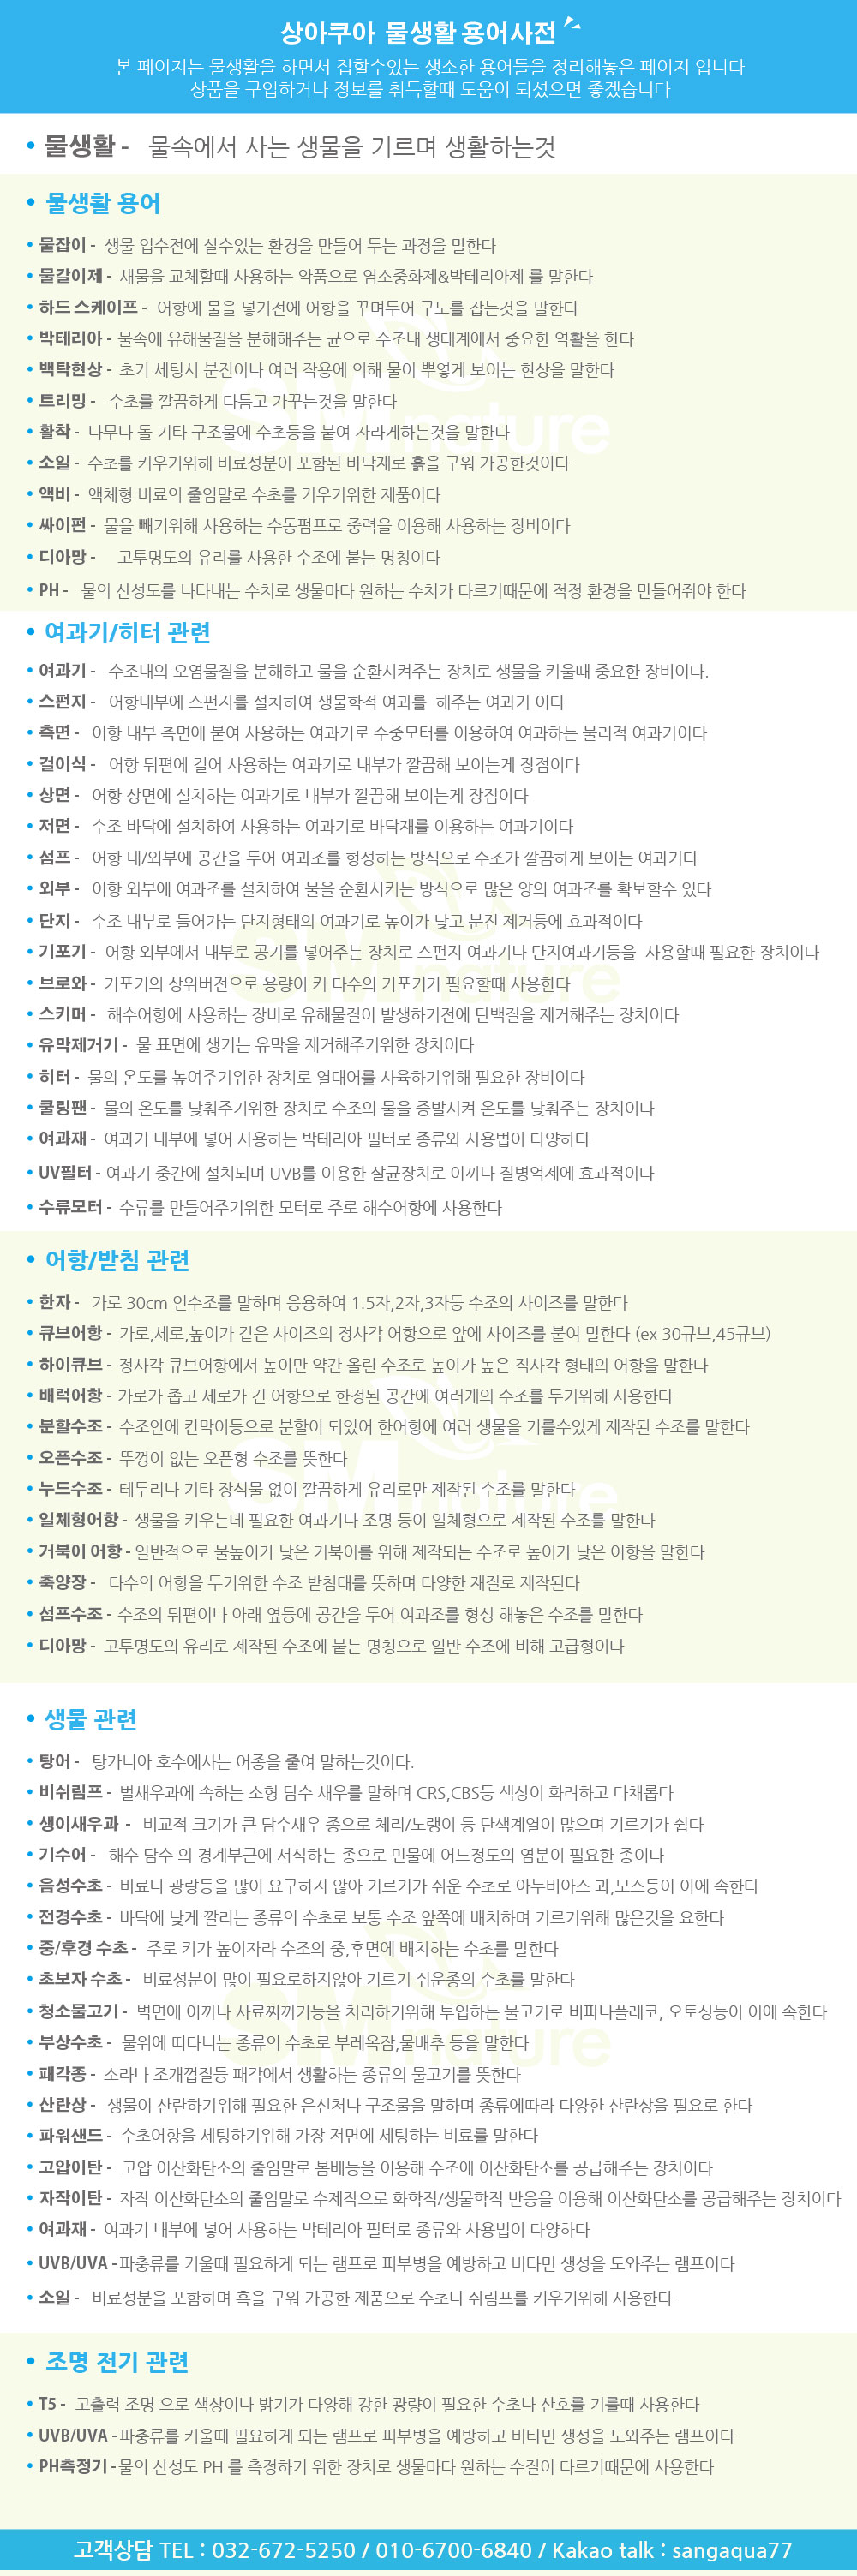 상아쿠아 물생활 용어사전
본 페이지는 물생활을 하면서 접할수있는 생소한 용어들을 정리해놓은 페이지 입니다
상품을 구입하거나 정보를 취득할때 도움이 되셨으면 좋겠습니다
• 물생활 - 물속에서 사는 생물을 기르며 생활하는것
• 물생활 용어
• 물잡이 - 생물 입수전에 살수있는 환경을 만들어 두는 과정을 말한다
• 물갈이제 - 새물을 교체할때 사용하는 약품으로 염소중화제&박테리아제 를 말한다
• 하드 스케이프 - 어항에 물을 넣기전에 어항을 꾸며두어 구도를 잡는것을 말한다
• 박테리아 - 물속에 유해물질을 분해해주는 균으로 수조내 생태계에서 중요한 역활을 한다
• 백탁현상 - 초기 세팅시 분진이나 여러 작용에 의해 물이 뿌옇게 보이는 현상을 말한다
• 트리밍 - 수초를 깔끔하게 다듬고 가꾸는것을 말한다
• 활착 - 나무나 돌 기타 구조물에 수초등을 붙여 자라게하는것을 말한다
• 소일 - 수초를 키우기위해 비료성분이 포함된 바닥재로 흙을 구워 가공한것이다
• 액비 - 액체형 비료의 줄임말로 수초를 키우기위한 제품이다
• 싸이펀 - 물을 빼기위해 사용하는 수동펌프로 중력을 이용해 사용하는 장비이다
• 디아망 - 고투명도의 유리를 사용한 수조에 붙는 명칭이다
• PH - 물의 산성도를 나타내는 수치로 생물마다 원하는 수치가 다르기때문에 적정 환경을 만들어줘야 한다
SM nature
• 여과기/히터 관련
• 여과기 - 수조내의 오염물질을 분해하고 물을 순환시켜주는 장치로 생물을 키울때 중요한 장비이다.
• 스펀지 - 어항내부에 스펀지를 설치하여 생물학적 여과를 해주는 여과기 이다
• 측면 - 어항 내부 측면에 붙여 사용하는 여과기로 수중모터를 이용하여 여과하는 물리적 여과기이다
• 걸이식 - 어항 뒤편에 걸어 사용하는 여과기로 내부가 깔끔해 보이는게 장점이다
• 상면 - 어항 상면에 설치하는 여과기로 내부가 깔끔해 보이는게 장점이다
• 저면 - 수조 바닥에 설치하여 사용하는 여과기로 바닥재를 이용하는 여과기이다
• 섬프 - 어항 내/외부에 공간을 두어 여과조를 형성하는 방식으로 수조가 깔끔하게 보이는 여과기다
• 외부 - 어항 외부에 여과조를 설치하여 물을 순환시키는 방식으로 많은 양의 여과조를 확보할수 있다
• 단지 - 수조 내부로 들어가는 단지형태의 여과기로 높이가 낮고 분진 제거등에 효과적이다
• 기포기 - 어항 외부에서 내부로 공기를 넣어주는 장치로 스펀지 여과기나 단지여과기등을 사용할때 필요한 장치이다
• 브로와 - 기포기의 상위버전으로 용량이 커 다수의 기포기가 필요할때 사용한다
• 스키머 - 해수어항에 사용하는 장비로 유해물질이 발생하기전에 단백질을 제거해주는 장치이다
• 유막제거기 - 물 표면에 생기는 유막을 제거해주기위한 장치이다
• 히터 - 물의 온도를 높여주기위한 장치로 열대어를 사육하기위해 필요한 장비이다
• 쿨링팬 - 물의 온도를 낮춰주기위한 장치로 수조의 물을 증발시켜 온도를 낮춰주는 장치이다
• 여과재 - 여과기 내부에 넣어 사용하는 박테리아 필터로 종류와 사용법이 다양하다
• UV필터 - 여과기 중간에 설치되며 UVB를 이용한 살균장치로 이끼나 질병억제에 효과적이다
• 수류모터 - 수류를 만들어주기위한 모터로 주로 해수어항에 사용한다
SM nature
• 어항/받침 관련
• 한자 - 가로 30cm 인수조를 말하며 응용하여 1.5자,2자,3자등 수조의 사이즈를 말한다
• 큐브어항 - 가로,세로,높이가 같은 사이즈의 정사각 어항으로 앞에 사이즈를 붙여 말한다 (ex 30큐브,45큐브)
• 하이큐브 - 정사각 큐브어항에서 높이만 약간 올린 수조로 높이가 높은 직사각 형태의 어항을 말한다
• 배럭어항 - 가로가 좁고 세로가 긴 어항으로 한정된 공간에 여러개의 수조를 두기위해 사용한다
• 분할수조 - 수조안에 칸막이등으로 분할이 되있어 한어항에 여러 생물을 기를수있게 제작된 수조를 말한다
• 오픈수조 - 뚜껑이 없는 오픈형 수조를 뜻한다
• 누드수조 - 테두리나 기타 장식물 없이 깔끔하게 유리로만 제작된 수조를 말한다
• 일체형어항 - 생물을 키우는데 필요한 여과기나 조명 등이 일체형으로 제작된 수조를 말한다
• 거북이 어항 - 일반적으로 물높이가 낮은 거북이를 위해 제작되는 수조로 높이가 낮은 어항을 말한다
• 축양장 - 다수의 어항을 두기위한 수조 받침대를 뜻하며 다양한 재질로 제작된다
• 섬프수조 - 수조의 뒤편이나 아래 옆등에 공간을 두어 여과조를 형성 해놓은 수조를 말한다
• 디아망 - 고투명도의 유리로 제작된 수조에 붙는 명칭으로 일반 수조에 비해 고급형이다
SM nature
• 생물 관련
• 탕어 - 탕가니아 호수에사는 어종을 줄여 말하는것이다.
• 비쉬림프 - 벌새우과에 속하는 소형 담수 새우를 말하며 CRS,CBS등 색상이 화려하고 다채롭다
• 생이새우과 - 비교적 크기가 큰 담수새우 종으로 체리/노랭이 등 단색계열이 많으며 기르기가 쉽다
• 기수어 - 해수 담수 의 경계부근에 서식하는 종으로 민물에 어느정도의 염분이 필요한 종이다
• 음성수초 - 비료나 광량등을 많이 요구하지 않아 기르기가 쉬운 수초로 아누비아스 과,모스등이 이에 속한다
• 전경수초 - 바닥에 낮게 깔리는 종류의 수초로 보통 수조 앞쪽에 배치하며 기르기위해 많은것을 요한다
• 중/후경 수초 - 주로 키가 높이자라 수조의 중,후면에 배치하는 수초를 말한다
• 초보자 수초 - 비료성분이 많이 필요로하지않아 기르기 쉬운종의 수초를 말한다
• 청소물고기 - 벽면에 이끼나 사료찌꺼기등을 처리하기위해 투입하는 물고기로 비파나플레코, 오토싱등이 이에 속한다
• 부상수초 - 물위에 떠다니는 종류의 수초로 부레옥잠,물배추 등을 말한다
• 패각종 - 소라나 조개껍질등 패각에서 생활하는 종류의 물고기를 뜻한다
• 산란상 - 생물이 산란하기위해 필요한 은신처나 구조물을 말하며 종류에따라 다양한 산란상을 필요로 한다
• 파워샌드 - 수초어항을 세팅하기위해 가장 저면에 세팅하는 비료를 말한다
• 고압이탄 - 고압 이산화탄소의 줄임말로 봄베등을 이용해 수조에 이산화탄소를 공급해주는 장치이다
• 자작이탄 - 자작 이산화탄소의 줄임말로 수제작으로 화학적/생물학적 반응을 이용해 이산화탄소를 공급해주는 장치이다
• 여과재 - 여과기 내부에 넣어 사용하는 박테리아 필터로 종류와 사용법이 다양하다
• UVB/UVA - 파충류를 키울때 필요하게 되는 램프로 피부병을 예방하고 비타민 생성을 도와주는 램프이다
• 소일 - 비료성분을 포함하며 흑을 구워 가공한 제품으로 수초나 쉬림프를 키우기위해 사용한다
SM nature
• 조명 전기 관련
• T5 - 고출력 조명 으로 색상이나 밝기가 다양해 강한 광량이 필요한 수초나 산호를 기를때 사용한다
• UVB/UVA - 파충류를 키울때 필요하게 되는 램프로 피부병을 예방하고 비타민 생성을 도와주는 램프이다
• PH측정기 - 물의 산성도 PH 를 측정하기 위한 장치로 생물마다 원하는 수질이 다르기때문에 사용한다
고객상담 TEL : 032-672-5250 / 010-6700-6840 / Kakao talk : sangaqua77